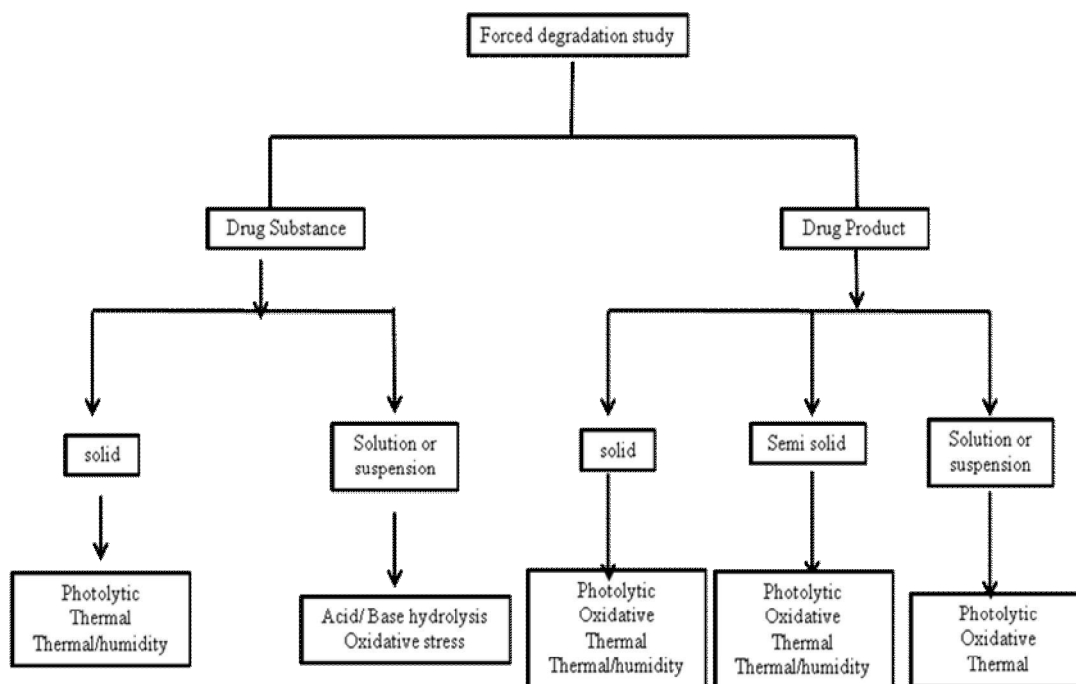 Forced degradation study
Drug Substance
Drug Product
solid
Solution or
suspension
solid
Semi solid
Solution or
suspension
Photolytic
Thermal
Thermal/humidity
Acid/ Base hydrolysis
Oxidative stress
Photolytic
Oxidative
Thermal
Thermal/humidity
Photolytic
Oxidative
Thermal
Thermal/humidity
Photolytic
Oxidative
Thermal